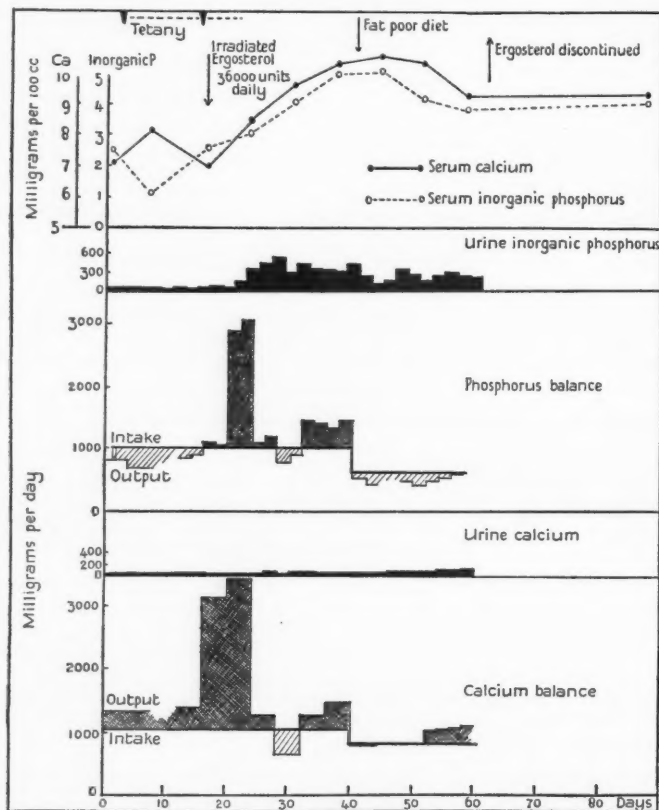 Tetany
Irradiated
Ergosterol
36000 units
daily
Fat poor diet
Ergosterol discontinued
Ca
Inorganic P
Milligrams per 100 cc
10
9
8
7
6
5
5
4
3
2
1
0
Serum calcium
Serum inorganic phosphorus
Urine inorganic phosphorus
600
300
0
3000
2000
1000
0
Phosphorus balance
Intake
Output
Milligrams per day
Urine calcium
400
200
0
3000
2000
1000
0
Calcium balance
Output
Intake
0 10 20 30 40 50 60 70 80 Days